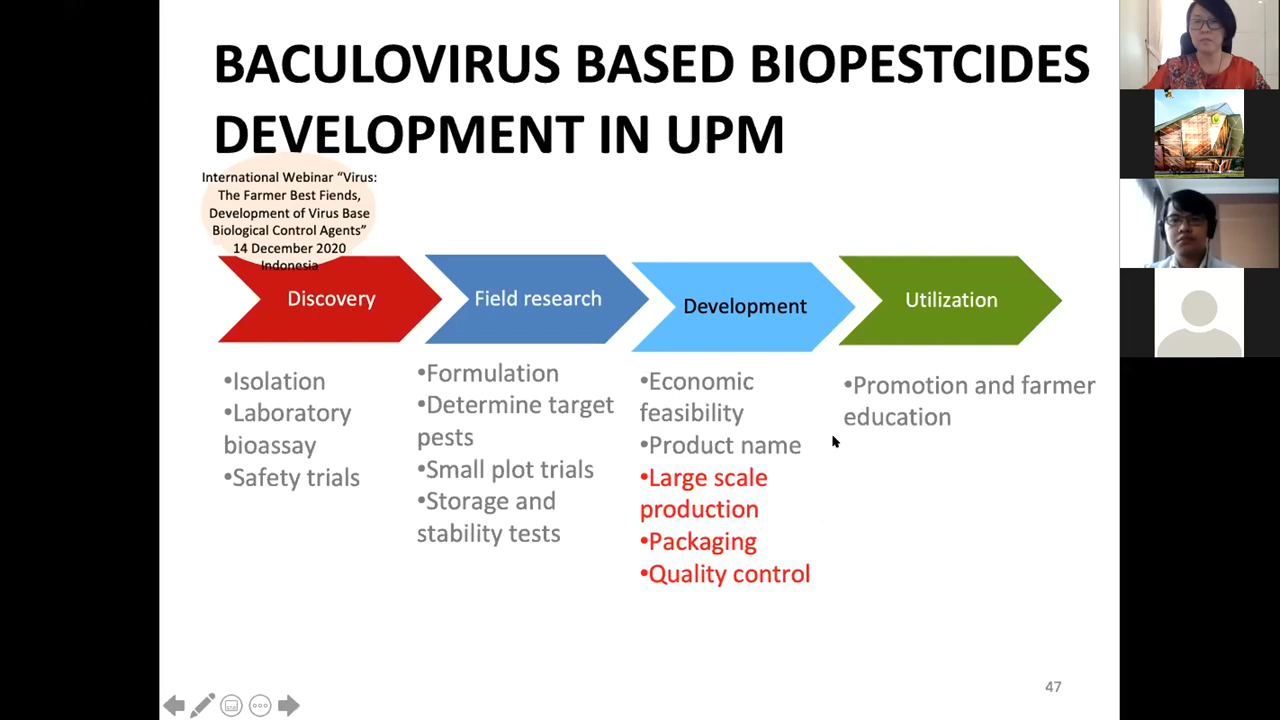 BACULOVIRUS BASED BIOPESTCIDES
DEVELOPMENT IN UPM
International Webinar “Virus:
The Farmer Best Fiends,
Development of Virus Base
Biological Control Agents”
14 December 2020
Indonesia
Discovery
•Isolation
•Laboratory
bioassay
•Safety trials
Field research
•Formulation
•Determine target
pests
•Small plot trials
•Storage and
stability tests
Development
•Economic
feasibility
•Product name
•Large scale
production
•Packaging
•Quality control
Utilization
•Promotion and farmer
education
47